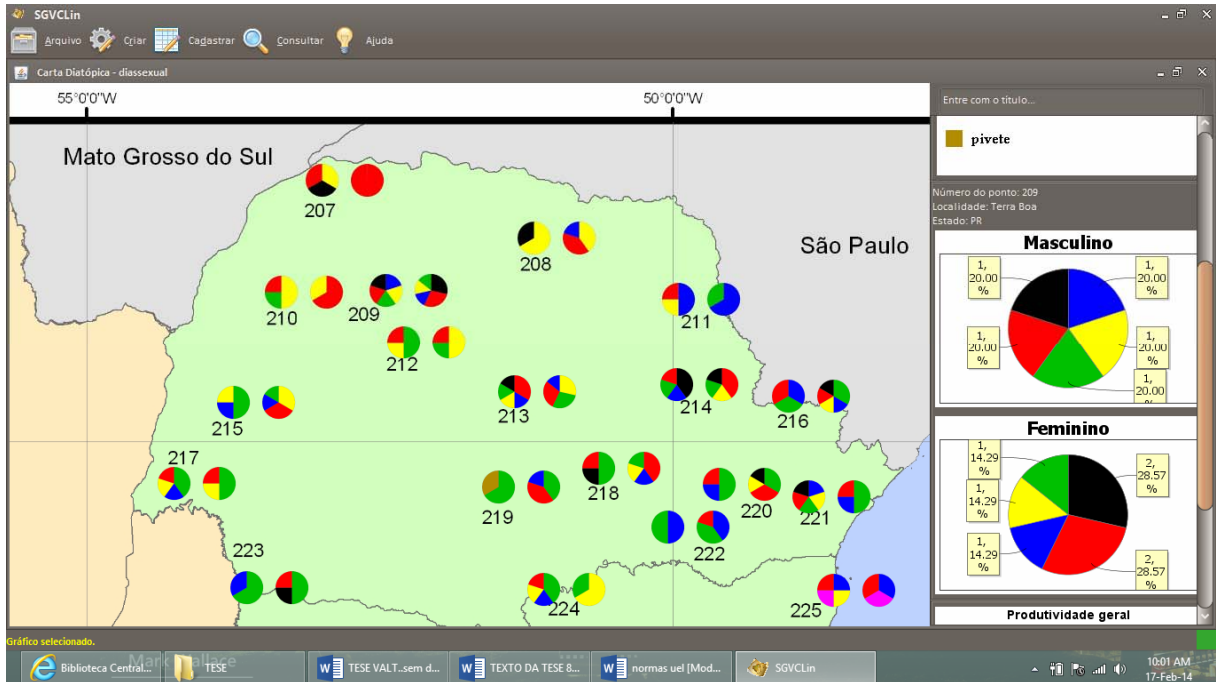 SGVCLin
Arquivo Criar Cadastrar Consultar Ajuda
Carta Diatópica - diassexual
55°0'0"W 50°0'0"W
Mato Grosso do Sul
São Paulo
207
208
210 209 211
212
213 214 216
215
217
219 218 220 221
222
223
224 225
Entre com o título...
pivete
Número do ponto: 209
Localidade: Terra Boa
Estado: PR
Masculino
1,
20.00
%
1,
20.00
%
1,
20.00
%
1,
20.00
%
1,
20.00
%
Feminino
1,
14.29
%
2,
28.57
%
1,
14.29
%
1,
14.29
%
2,
28.57
%
Produtividade geral
Gráfico selecionado.
Biblioteca Central... TESE TESE VALT..sem d... TEXTO DA TESE 8... normas uel [Mod... SGVCLin
10:01 AM
17-Feb-14